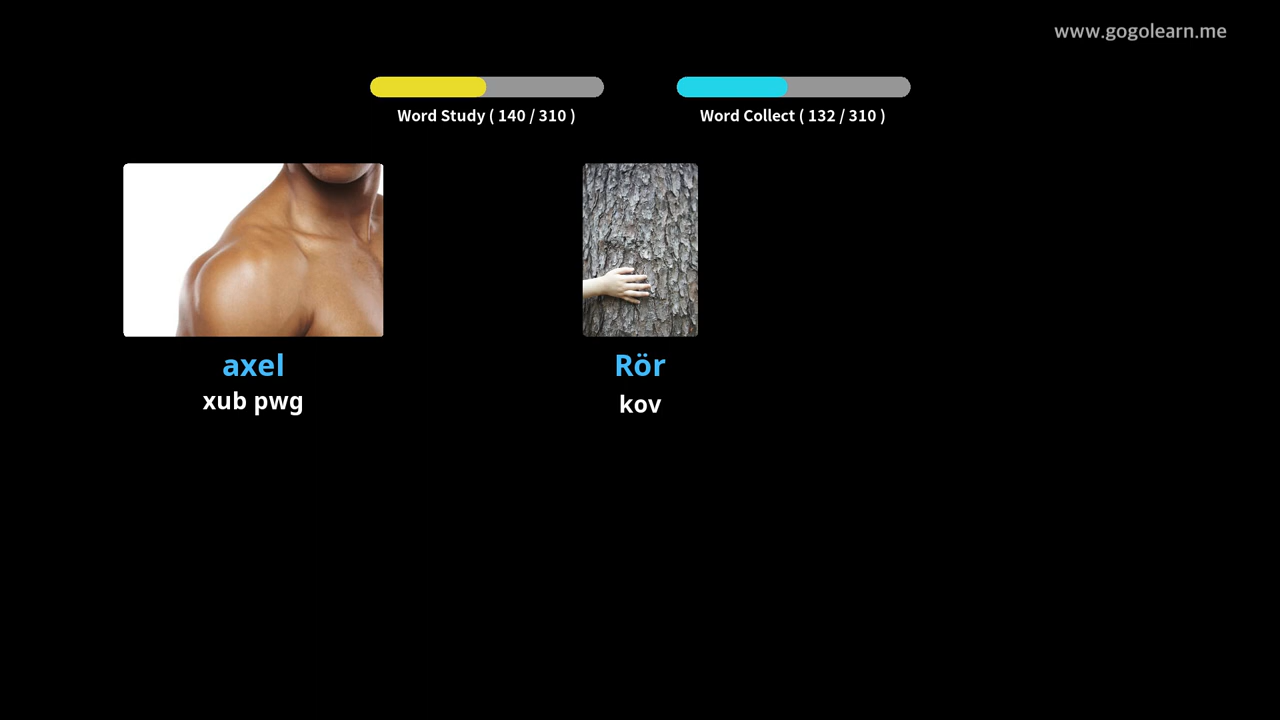 www.gogolearn.me
Word Study ( 140 / 310 )
Word Collect ( 132 / 310 )
axel
xub pwg
Rör
kov